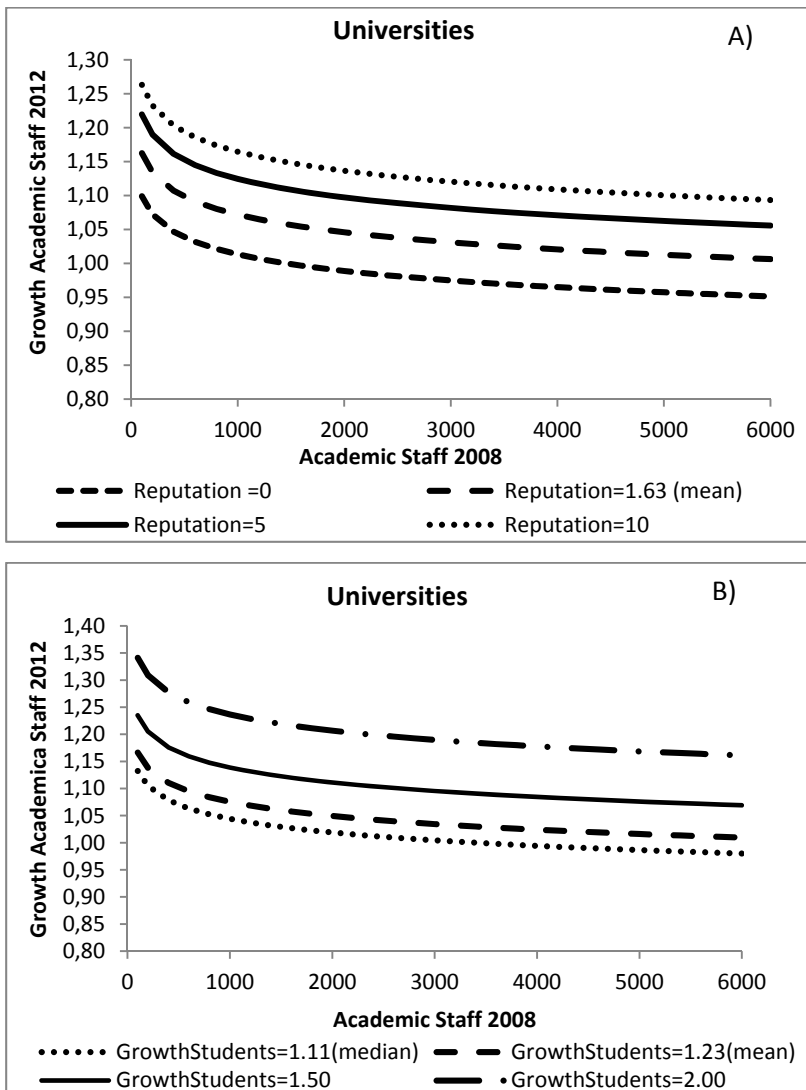 Universities
A)
1,30
1,25
1,20
1,15
1,10
1,05
1,00
0,95
0,90
0,85
0,80
Growth Academic Staff 2012
0 1000 2000 3000 4000 5000 6000
Academic Staff 2008
Reputation =0 Reputation=1.63 (mean)
Reputation=5 Reputation=10
Universities
B)
1,40
1,35
1,30
1,25
1,20
1,15
1,10
1,05
1,00
0,95
0,90
0,85
0,80
Growth Academica Staff 2012
0 1000 2000 3000 4000 5000 6000
Academic Staff 2008
GrowthStudents=1.11(median) GrowthStudents=1.23(mean)
GrowthStudents=1.50 GrowthStudents=2.00